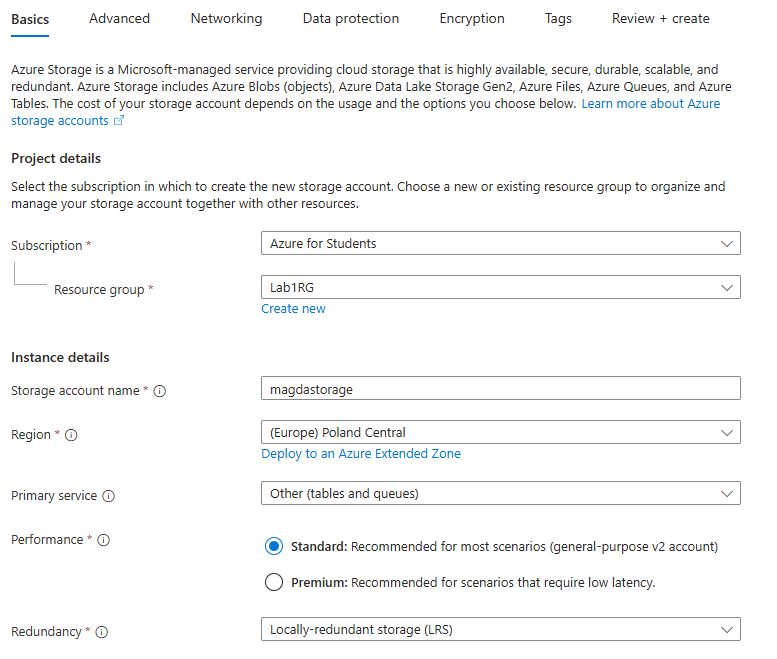 Basics Advanced Networking Data protection Encryption Tags Review + create
Azure Storage is a Microsoft-managed service providing cloud storage that is highly available, secure, durable, scalable, and
redundant. Azure Storage includes Azure Blobs (objects), Azure Data Lake Storage Gen2, Azure Files, Azure Queues, and Azure
Tables. The cost of your storage account depends on the usage and the options you choose below. Learn more about Azure
storage accounts
Project details
Select the subscription in which to create the new storage account. Choose a new or existing resource group to organize and
manage your storage account together with other resources.
Subscription * Azure for Students
Resource group * Lab1RG
Create new
Instance details
Storage account name * magdastorage
Region * (Europe) Poland Central
Deploy to an Azure Extended Zone
Primary service Other (tables and queues)
Performance * Standard: Recommended for most scenarios (general-purpose v2 account)
Premium: Recommended for scenarios that require low latency.
Redundancy * Locally-redundant storage (LRS)